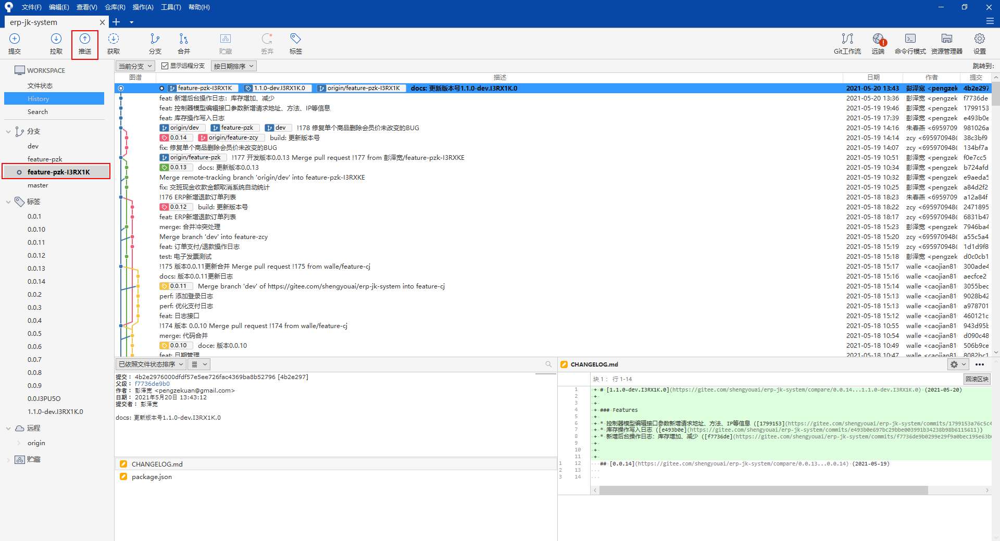 文件(F) 编辑(E) 查看(V) 仓库(R) 操作(A) 工具(T) 帮助(H)
erp-jk-system
提交 拉取 推送 获取 分支 合并 贮藏 丢弃 标签 Git工作流 远端 命令行模式 资源管理器 设置
WORKSPACE
文件状态
History
Search
分支
dev
feature-pzk
feature-pzk-I3RX1K
master
标签
0.0.1
0.0.10
0.0.11
0.0.12
0.0.13
0.0.14
0.0.2
0.0.3
0.0.4
0.0.5
0.0.6
0.0.7
0.0.8
0.0.9
0.0.I3PU5O
1.1.0-dev.I3RX1K.0
远程
origin
贮藏
当前分支 显示远程分支 按日期排序 跳转到:
图谱 描述 日期 作者 提交
feature-pzk-I3RX1K 1.1.0-dev.I3RX1K.0 origin/feature-pzk-I3RX1K docs: 更新版本号1.1.0-dev.I3RX1K.0 2021-05-20 13:43 彭泽宽 <pengzek 4b2e297
feat: 新增后台操作日志：库存增加、减少 2021-05-20 13:36 彭泽宽 <pengzek f7736de
feat: 控制器模型编辑接口参数新增请求地址、方法、IP等信息 2021-05-19 19:46 彭泽宽 <pengzek 1799153
feat: 库存操作写入日志 2021-05-19 17:39 彭泽宽 <pengzek e493b0e
origin/dev feature-pzk dev !178 修复单个商品删除会员价未改变的BUG 2021-05-19 14:16 朱春燕 <6959709 981026a
0.0.14 origin/feature-zcy build: 更新版本号 2021-05-19 14:14 zcy <695970948@ 38c3bf9
fix: 修复单个商品删除会员价未改变的BUG 2021-05-19 14:07 zcy <695970948@ 134bf7a
origin/feature-pzk !177 开发版本0.0.13 Merge pull request !177 from 彭泽宽/feature-pzk-I3RXKE 2021-05-19 10:51 彭泽宽 <pengzek f0e7cc5
0.0.13 docs: 更新版本0.0.13 2021-05-19 10:34 彭泽宽 <pengzek b724afd
Merge remote-tracking branch 'origin/dev' into feature-pzk-I3RXKE 2021-05-19 10:32 彭泽宽 <pengzek e9aeda5
fix: 交班现金收款金额取消系统自动统计 2021-05-19 10:25 彭泽宽 <pengzek a84d2f2
!176 ERP新增退款订单列表 2021-05-18 18:23 朱春燕 <6959709 a12a84f
0.0.12 build: 更新版本号 2021-05-18 18:22 zcy <695970948@ 2471895
feat: ERP新增退款订单列表 2021-05-18 18:17 zcy <695970948@ 6831b47
merge: 合并冲突处理 2021-05-18 15:23 彭泽宽 <pengzek 7946ba4
Merge branch 'dev' into feature-zcy 2021-05-18 15:20 zcy <695970948@ a55c5a4
feat: 订单支付/退款操作日志 2021-05-18 15:19 zcy <695970948@ 1d1d9f8
test: 电子发票测试 2021-05-18 15:18 彭泽宽 <pengzek d0c0cb1
!175 版本0.0.11更新合并 Merge pull request !175 from walle/feature-cj 2021-05-18 15:17 walle <caojian81 300ade4
docs: 版本0.0.11更新日志 2021-05-18 15:16 walle <caojian81 aecfce2
0.0.11 Merge branch 'dev' of https://gitee.com/shengyouai/erp-jk-system into feature-cj 2021-05-18 15:14 walle <caojian81 3055bec
perf: 添加登录日志 2021-05-18 15:13 walle <caojian81 9028b42
perf: 优化支付日志 2021-05-18 15:13 walle <caojian81 a978701
feat: 日志接口 2021-05-18 15:12 walle <caojian81 460121c
!174 版本 0.0.10 Merge pull request !174 from walle/feature-cj 2021-05-18 10:55 walle <caojian81 943d95b
merge: 代码合并 2021-05-18 10:54 walle <caojian81 d090c48
0.0.10 doce: 版本0.0.10 2021-05-18 10:49 walle <caojian81 506b9ce
feat: 日期管理 2021-05-18 10:47 walle <caojian81 8082bc1
已依照文件状态排序
提交： 4b2e2976000dfdf57e5ee726fac4369ba8b52796 [4b2e297]
父级： f7736de9b0
作者： 彭泽宽 <pengzekuan@gmail.com>
日期： 2021年5月20日 13:43:12
提交者： 彭泽宽
docs: 更新版本号1.1.0-dev.I3RX1K.0
CHANGELOG.md
package.json
CHANGELOG.md
块 1： 行 1-14 回滚区块
1 + # [1.1.0-dev.I3RX1K.0](https://gitee.com/shengyouai/erp-jk-system/compare/0.0.14...1.1.0-dev.I3RX1K.0) (2021-05-20)
2 +
3 +
4 + ### Features
5 +
6 + * 控制器模型编辑接口参数新增请求地址、方法、IP等信息 ([1799153](https://gitee.com/shengyouai/erp-jk-system/commits/1799153a76c5c4
7 + * 库存操作写入日志 ([e493b0e](https://gitee.com/shengyouai/erp-jk-system/commits/e493b0e697bc29bbe003991b34238b98b6115611))
8 + * 新增后台操作日志：库存增加、减少 ([f7736de](https://gitee.com/shengyouai/erp-jk-system/commits/f7736de9b0299e29f9a0bec195e63b
9 +
10 +
11 +
1 12 ## [0.0.14](https://gitee.com/shengyouai/erp-jk-system/compare/0.0.13...0.0.14) (2021-05-19)
2 13
3 14